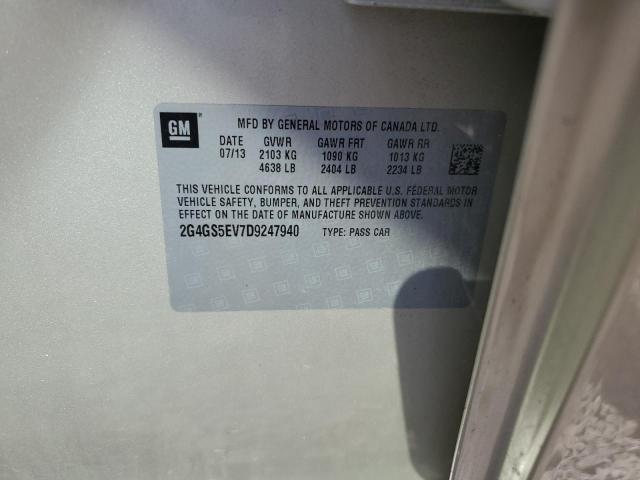 GM
MFD BY GENERAL MOTORS OF CANADA LTD.
DATE GVWR GAWR FRT GAWR RR
07/13 2103 KG 1090 KG 1013 KG
4638 LB 2404 LB 2234 LB
THIS VEHICLE CONFORMS TO ALL APPLICABLE U.S. FEDERAL MOTOR
VEHICLE SAFETY, BUMPER, AND THEFT PREVENTION STANDARDS IN
EFFECT ON THE DATE OF MANUFACTURE SHOWN ABOVE.
2G4GS5EV7D9247940 TYPE: PASS CAR